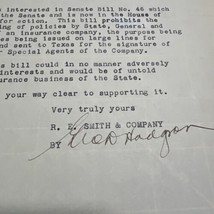 interested in Senate Bill No. 46 which
the Senate and is now in the House of
for action. This bill prohibits the
ing of policies by State, General and
an insurance company, the purpose being
es being issued on large lines for
and sent to Texas for the signature of
Special Agents of the Company.
s bill could in no manner adversely
interests and would be of untold
surance business of the State.
your way clear to supporting it.
Very truly yours
R. E. SMITH & COMPANY
BY